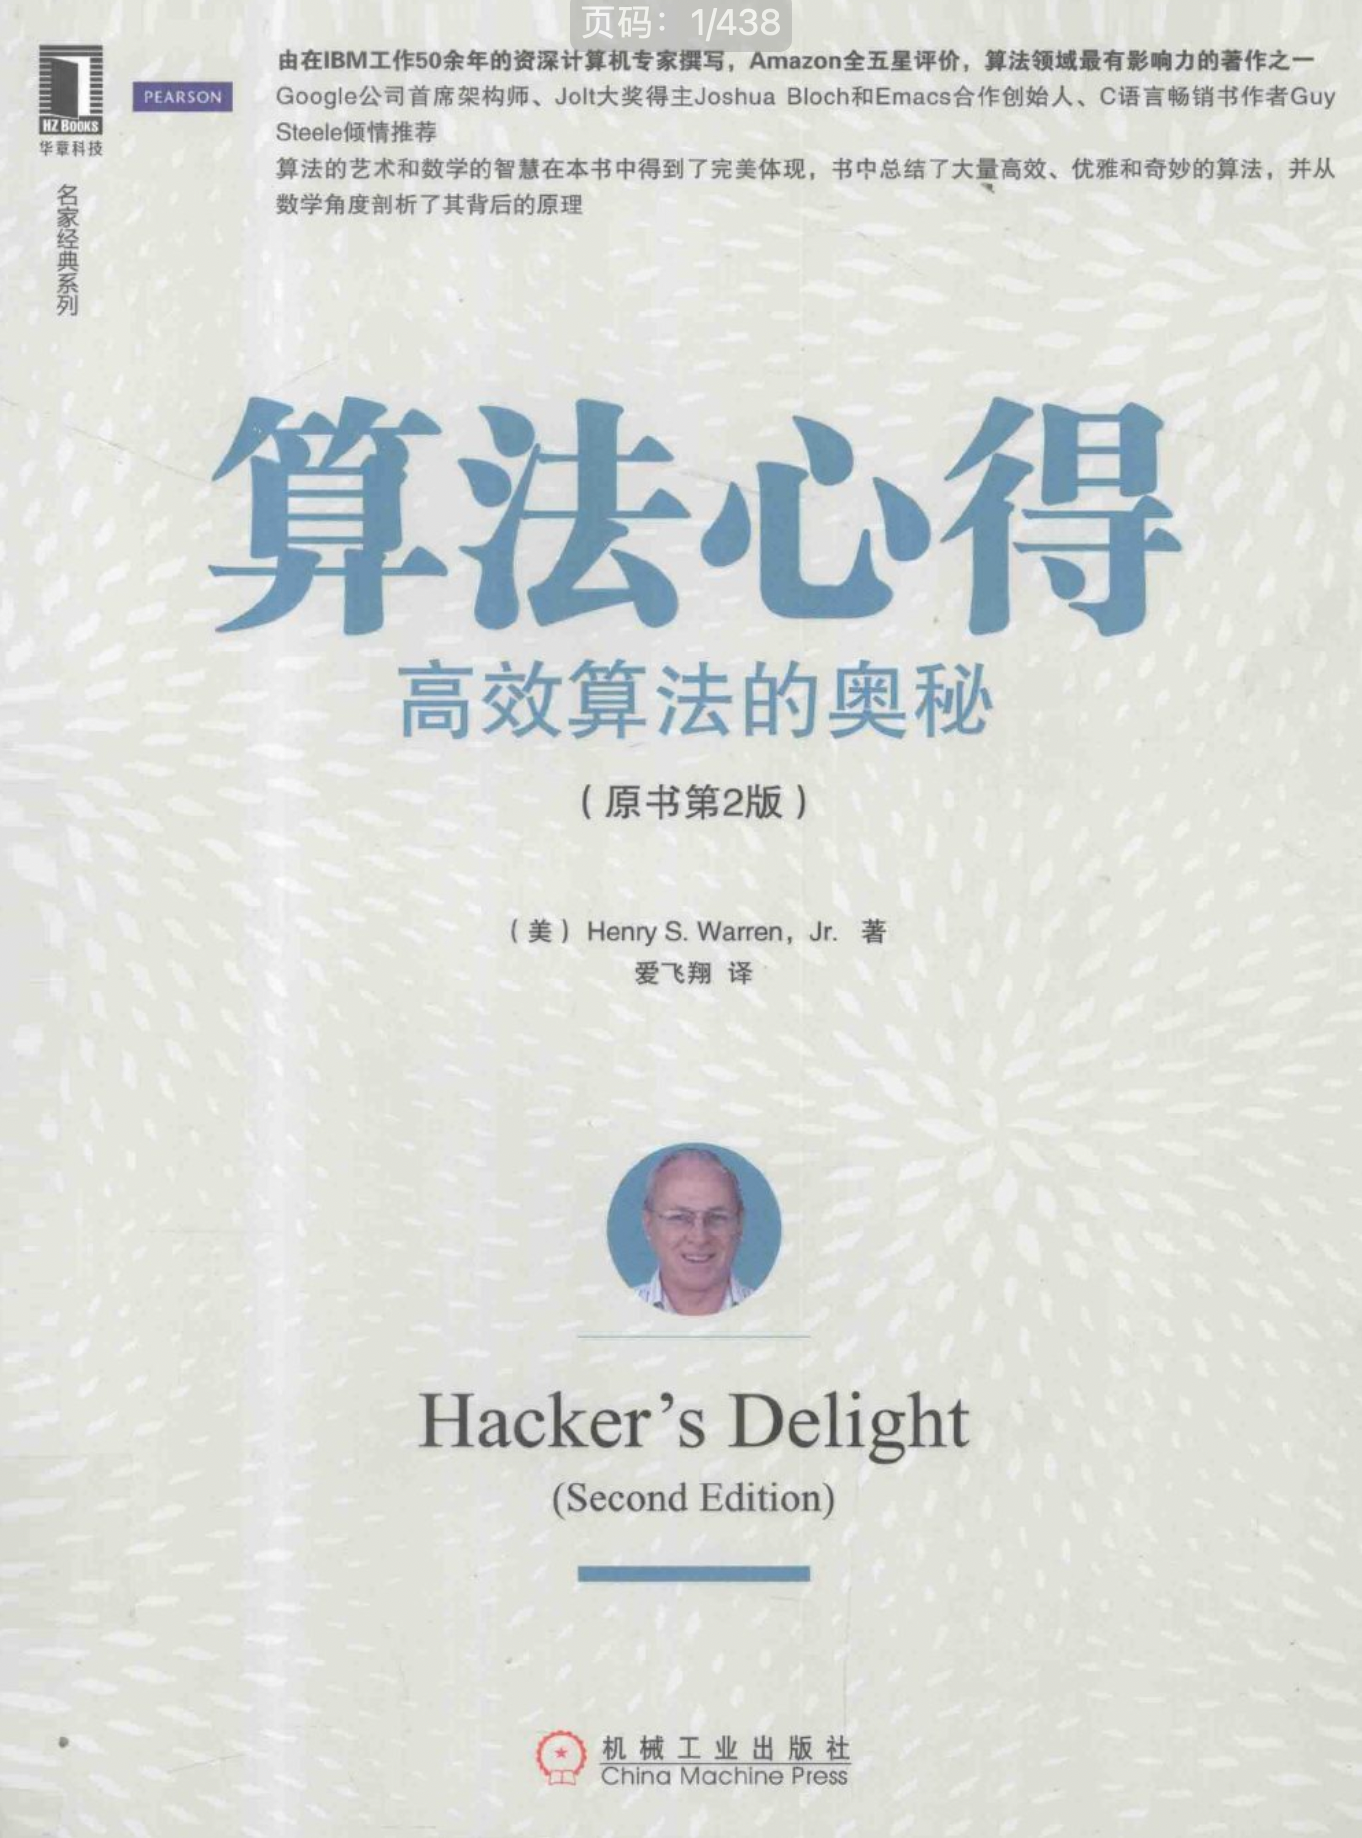 页码：1/438
HZ BOOKS
华章科技
PEARSON
名家经典系列
由在IBM工作50余年的资深计算机专家撰写，Amazon全五星评价，算法领域最有影响力的著作之一
Google公司首席架构师、Jolt大奖得主Joshua Bloch和Emacs合作创始人、C语言畅销书作者Guy
Steele倾情推荐
算法的艺术和数学的智慧在本书中得到了完美体现，书中总结了大量高效、优雅和奇妙的算法，并从
数学角度剖析了其背后的原理
算法心得
高效算法的奥秘
（原书第2版）
（美）Henry S. Warren，Jr. 著
爱飞翔 译
Hacker’s Delight
(Second Edition)
机械工业出版社
China Machine Press